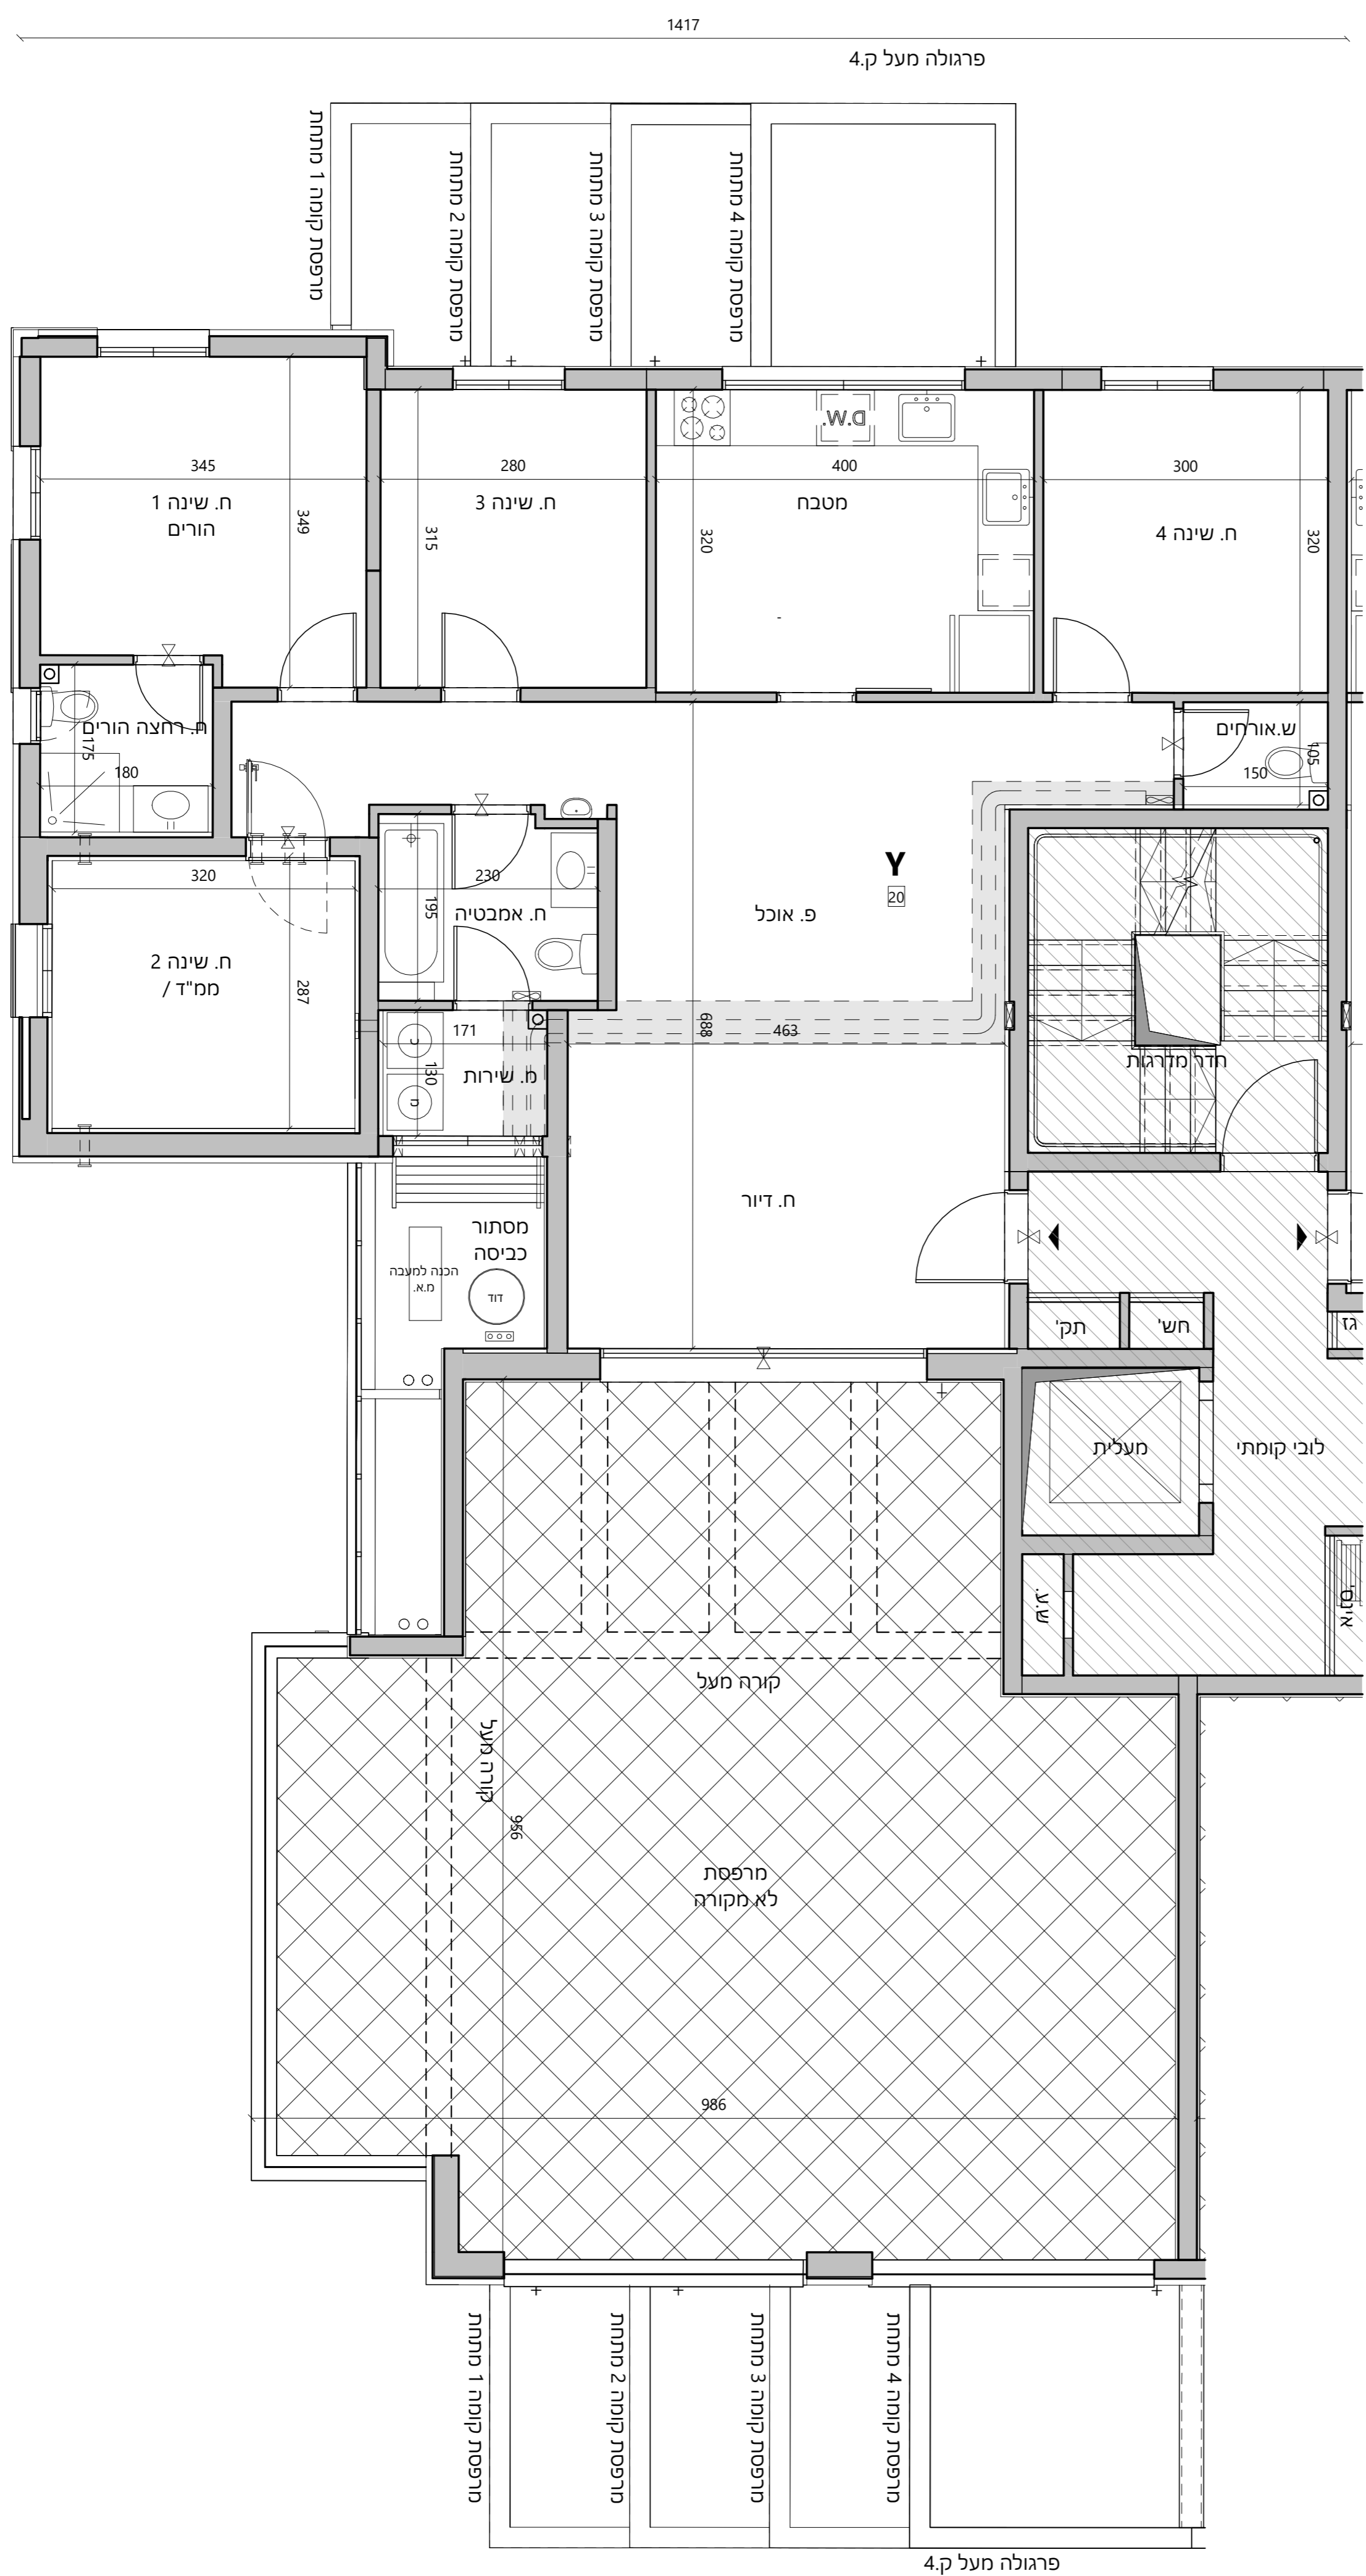 1417
פרגולה מעל ק.4
מרפסת קומה 1 מתחת
מרפסת קומה 2 מתחת
מרפסת קומה 3 מתחת
מרפסת קומה 4 מתחת
D.W.
345
280
400
300
ח. שינה 1
הורים
349
ח. שינה 3
315
מטבח
320
ח. שינה 4
320
ח. רחצה הורים
175
180
ש.אורחים
105
150
320
ח. שינה 2
ממ"ד /
287
230
195
ח. אמבטיה
Y
20
פ. אוכל
171
130
מ. שירות
כ
מ
688
463
חדר מדרגות
ח. דיור
מסתור
כביסה
הכנה למעבה
מ.א.
דוד
תק'
חש'
גז
מעלית
לובי קומתי
ש.ע.
אינסט'
קורה מעל
קורה מעל
956
מרפסת
לא מקורה
986
מרפסת קומה 1 מתחת
מרפסת קומה 2 מתחת
מרפסת קומה 3 מתחת
מרפסת קומה 4 מתחת
פרגולה מעל ק.4